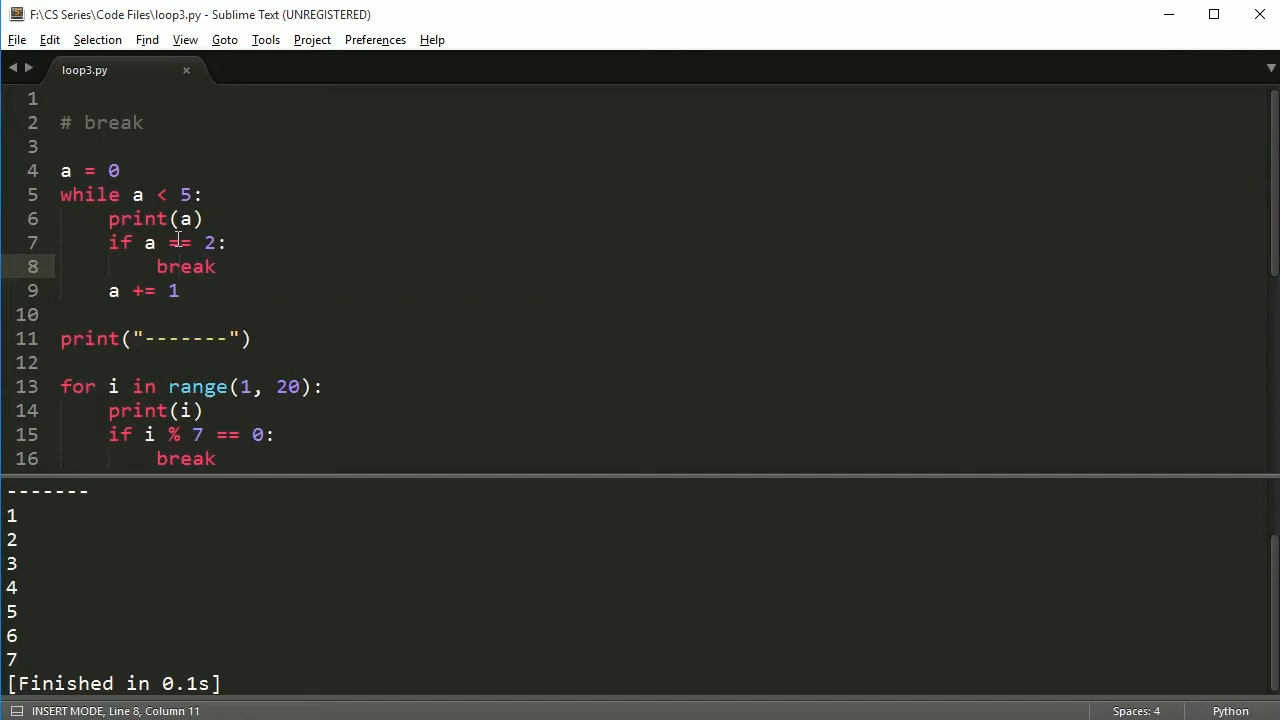 F:\CS Series\Code Files\loop3.py - Sublime Text (UNREGISTERED)
File Edit Selection Find View Goto Tools Project Preferences Help
loop3.py
1
2 # break
3
4 a = 0
5 while a < 5:
6     print(a)
7     if a == 2:
8         break
9     a += 1
10
11 print("-------")
12
13 for i in range(1, 20):
14     print(i)
15     if i % 7 == 0:
16         break
-------
1
2
3
4
5
6
7
[Finished in 0.1s]
INSERT MODE, Line 8, Column 11 Spaces: 4 Python